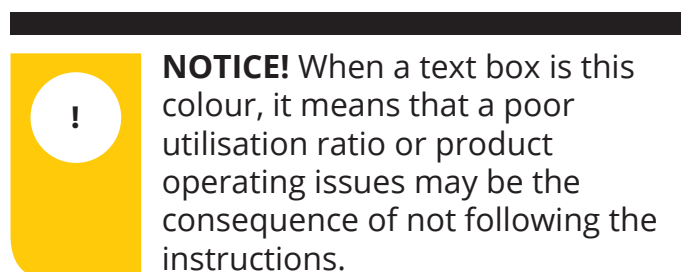 !
NOTICE! When a text box is this
colour, it means that a poor
utilisation ratio or product
operating issues may be the
consequence of not following the
instructions.